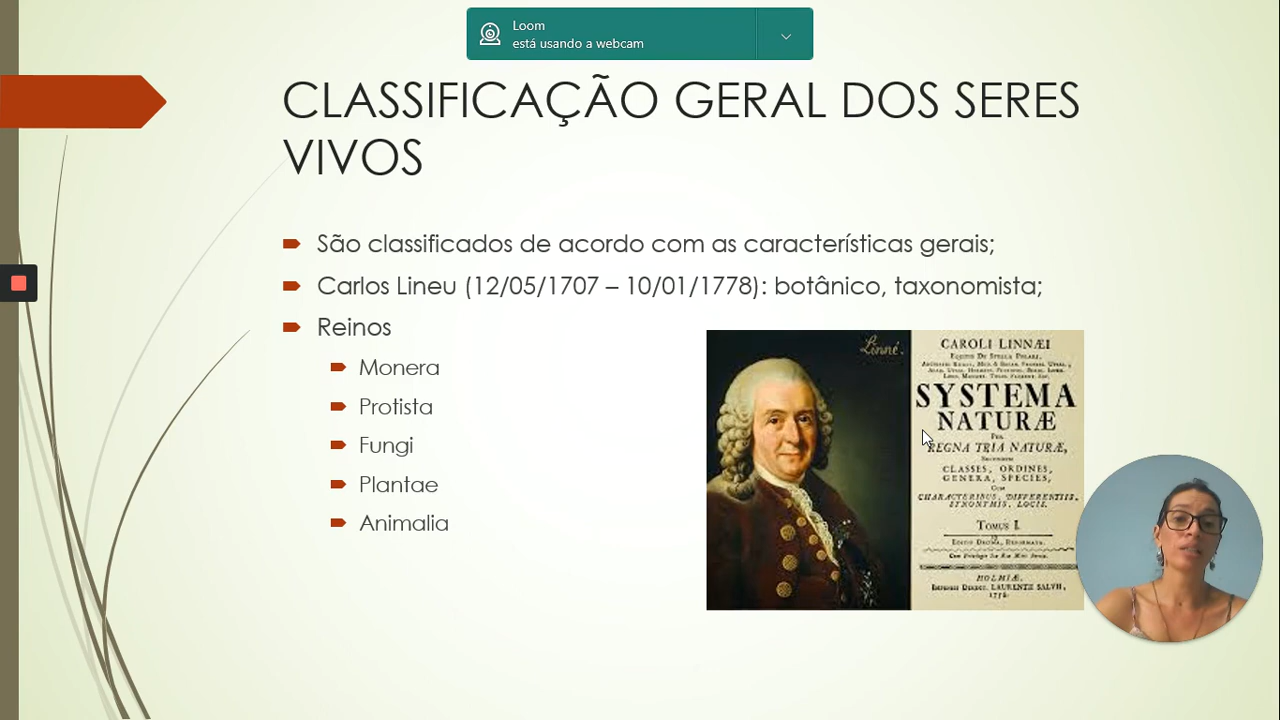 Loom
está usando a webcam
CLASSIFICAÇÃO GERAL DOS SERES
VIVOS
São classificados de acordo com as características gerais;
Carlos Lineu (12/05/1707 – 10/01/1778): botânico, taxonomista;
Reinos
Monera
Protista
Fungi
Plantae
Animalia
Linné.
CAROLI LINNÆI
SYSTEMA
NATURÆ
PER
REGNA TRIA NATURÆ,
CLASSES, ORDINES,
GENERA, SPECIES,
CUM
CHARACTERIBUS, DIFFERENTIIS,
SYNONYMIS, LOCIS.
TOMUS I.
HOLMIÆ,